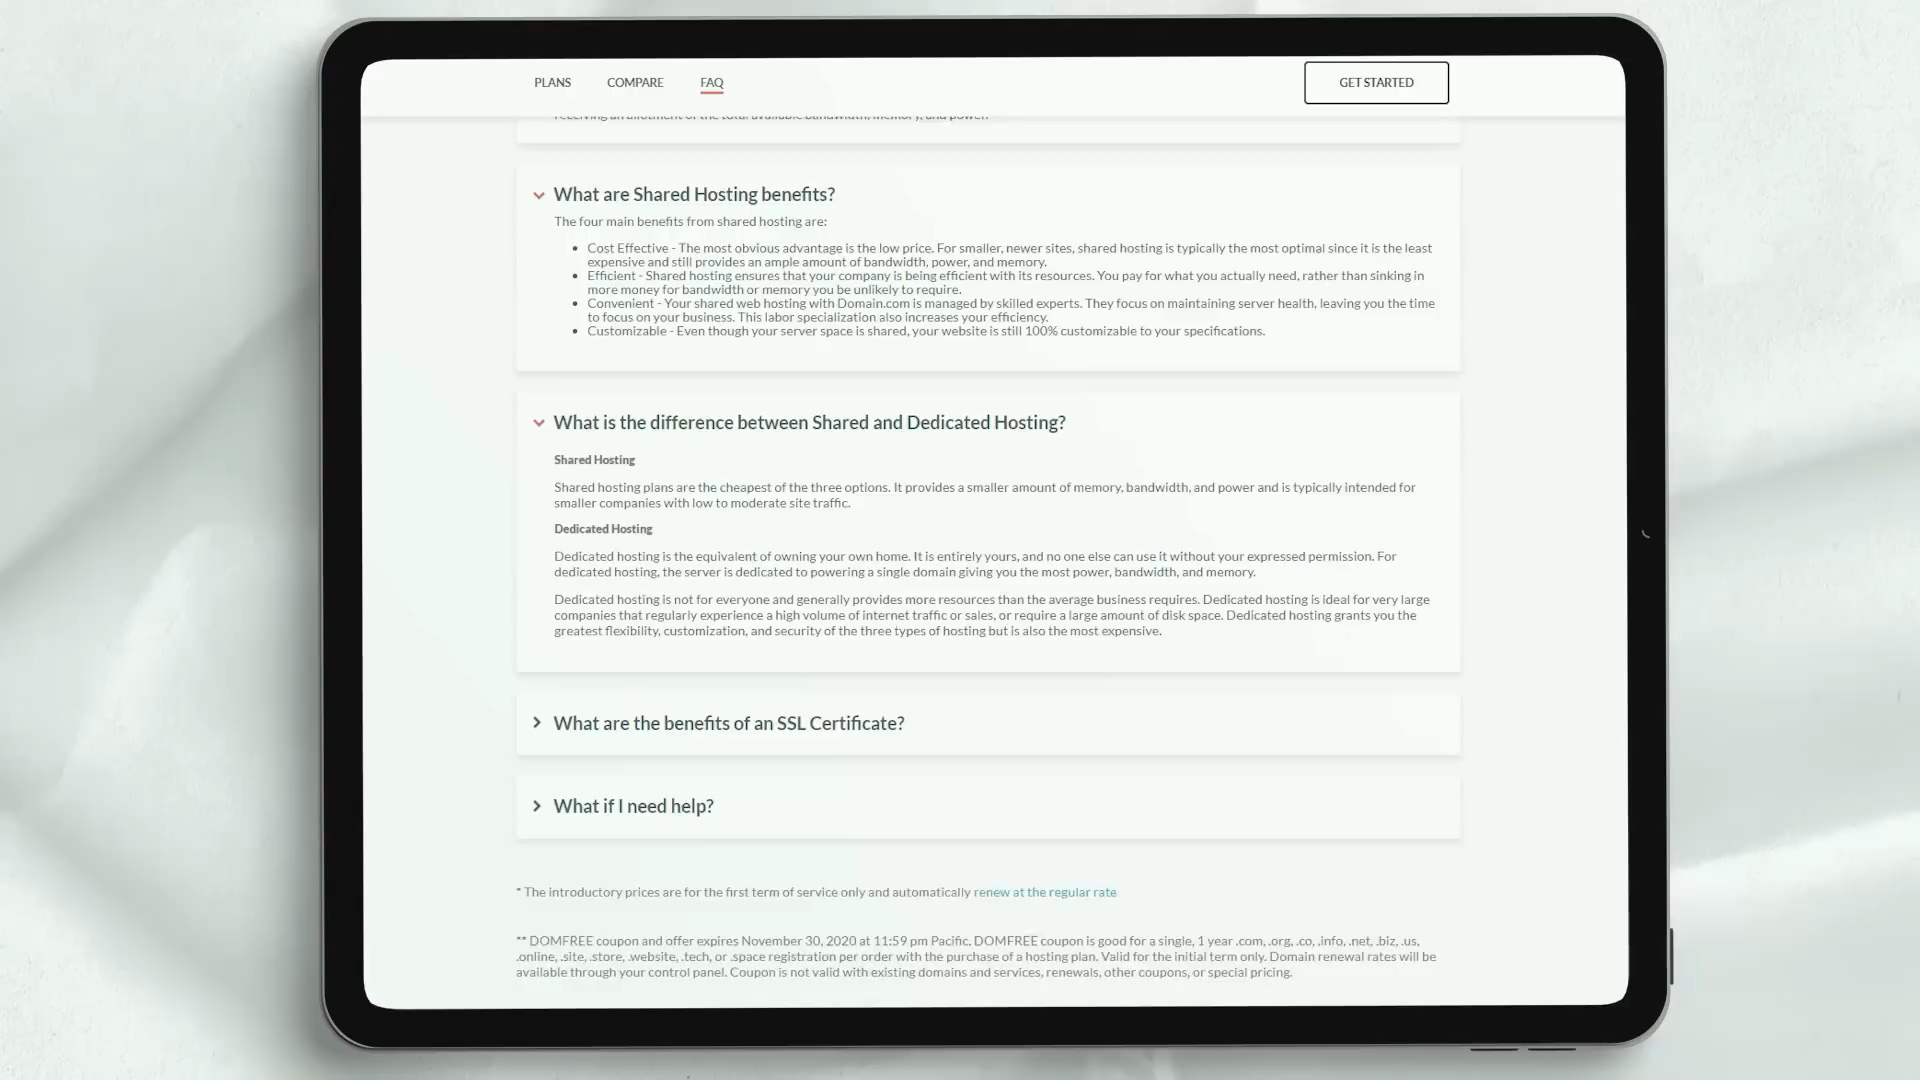 PLANS COMPARE FAQ GET STARTED
receiving an allotment of the total available bandwidth, memory, and power.
What are Shared Hosting benefits?
The four main benefits from shared hosting are:
• Cost Effective - The most obvious advantage is the low price. For smaller, newer sites, shared hosting is typically the most optimal since it is the least
expensive and still provides an ample amount of bandwidth, power, and memory.
• Efficient - Shared hosting ensures that your company is being efficient with its resources. You pay for what you actually need, rather than sinking in
more money for bandwidth or memory you be unlikely to require.
• Convenient - Your shared web hosting with Domain.com is managed by skilled experts. They focus on maintaining server health, leaving you the time
to focus on your business. This labor specialization also increases your efficiency.
• Customizable - Even though your server space is shared, your website is still 100% customizable to your specifications.
What is the difference between Shared and Dedicated Hosting?
Shared Hosting
Shared hosting plans are the cheapest of the three options. It provides a smaller amount of memory, bandwidth, and power and is typically intended for
smaller companies with low to moderate site traffic.
Dedicated Hosting
Dedicated hosting is the equivalent of owning your own home. It is entirely yours, and no one else can use it without your expressed permission. For
dedicated hosting, the server is dedicated to powering a single domain giving you the most power, bandwidth, and memory.
Dedicated hosting is not for everyone and generally provides more resources than the average business requires. Dedicated hosting is ideal for very large
companies that regularly experience a high volume of internet traffic or sales, or require a large amount of disk space. Dedicated hosting grants you the
greatest flexibility, customization, and security of the three types of hosting but is also the most expensive.
What are the benefits of an SSL Certificate?
What if I need help?
* The introductory prices are for the first term of service only and automatically renew at the regular rate
** DOMFREE coupon and offer expires November 30, 2020 at 11:59 pm Pacific. DOMFREE coupon is good for a single, 1 year .com, .org, .co, .info, .net, .biz, .us,
.online, .site, .store, .website, .tech, or .space registration per order with the purchase of a hosting plan. Valid for the initial term only. Domain renewal rates will be
available through your control panel. Coupon is not valid with existing domains and services, renewals, other coupons, or special pricing.